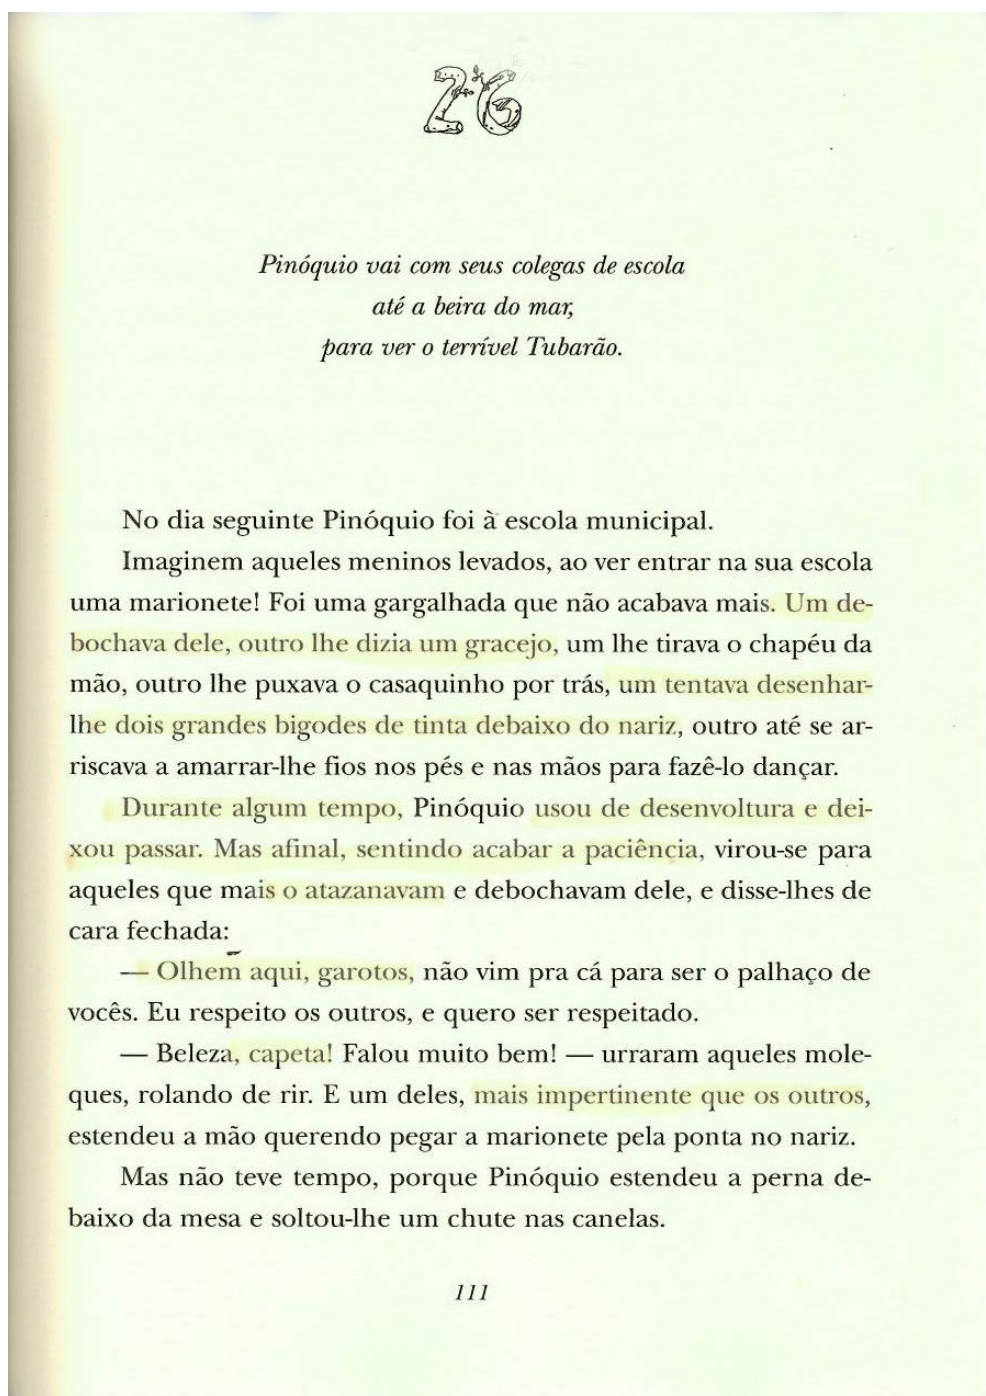 26
Pinóquio vai com seus colegas de escola
até a beira do mar,
para ver o terrível Tubarão.
No dia seguinte Pinóquio foi à escola municipal.
Imaginem aqueles meninos levados, ao ver entrar na sua escola
uma marionete! Foi uma gargalhada que não acabava mais. Um de-
bochava dele, outro lhe dizia um gracejo, um lhe tirava o chapéu da
mão, outro lhe puxava o casaquinho por trás, um tentava desenhar-
lhe dois grandes bigodes de tinta debaixo do nariz, outro até se ar-
riscava a amarrar-lhe fios nos pés e nas mãos para fazê-lo dançar.
Durante algum tempo, Pinóquio usou de desenvoltura e dei-
xou passar. Mas afinal, sentindo acabar a paciência, virou-se para
aqueles que mais o atazanavam e debochavam dele, e disse-lhes de
cara fechada:
— Olhem aqui, garotos, não vim pra cá para ser o palhaço de
vocês. Eu respeito os outros, e quero ser respeitado.
— Beleza, capeta! Falou muito bem! — urraram aqueles mole-
ques, rolando de rir. E um deles, mais impertinente que os outros,
estendeu a mão querendo pegar a marionete pela ponta no nariz.
Mas não teve tempo, porque Pinóquio estendeu a perna de-
baixo da mesa e soltou-lhe um chute nas canelas.
111